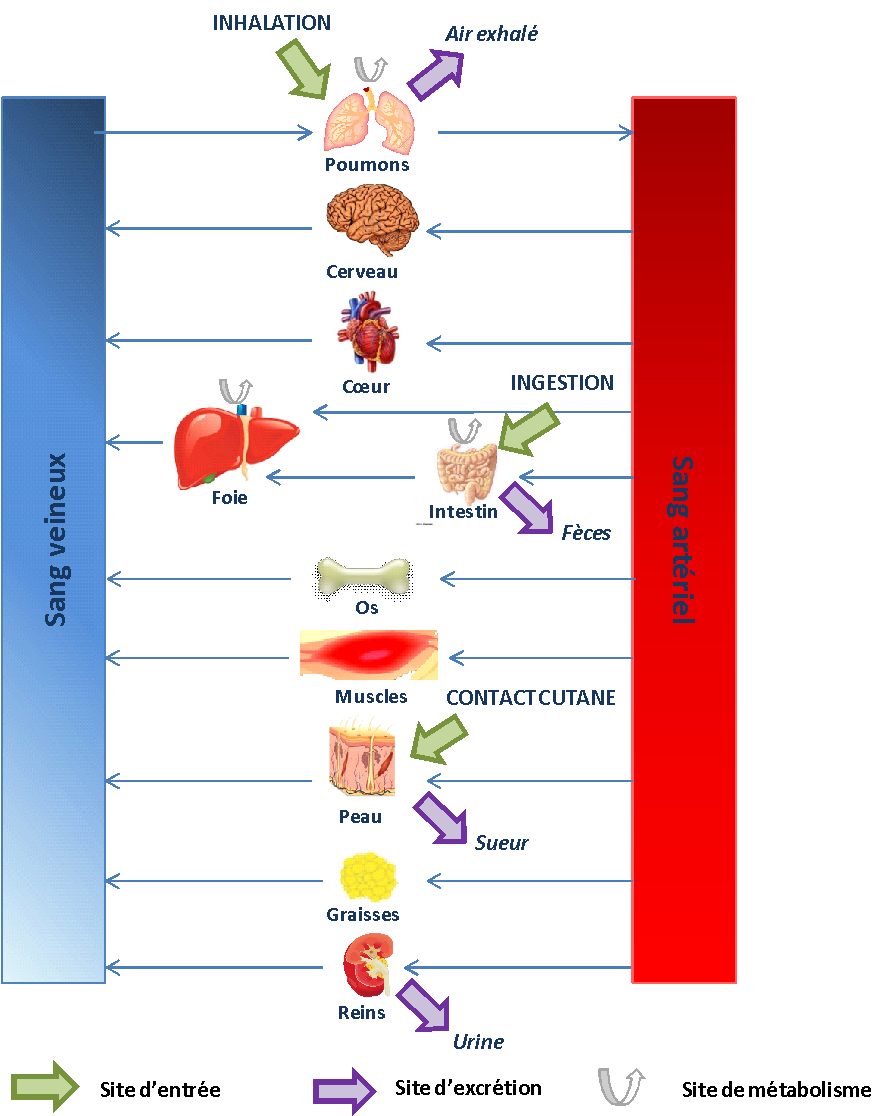 INHALATION
Air exhalé
Poumons
Cerveau
Cœur
INGESTION
Foie
Intestin
Fèces
Sang veineux
Sang artériel
Os
Muscles
CONTACT CUTANE
Peau
Sueur
Graisses
Reins
Urine
Site d'entrée
Site d'excrétion
Site de métabolisme